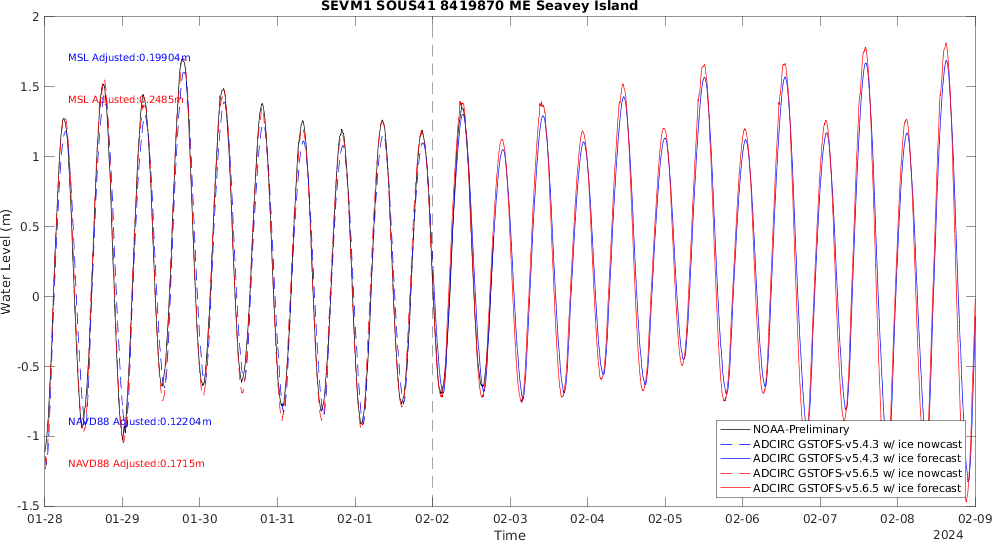 SEVM1 SOUS41 8419870 ME Seavey Island
2
1.5
1
0.5
0
-0.5
-1
-1.5
Water Level (m)
MSL Adjusted:0.19904m
MSL Adjusted:0.2485m
NAVD88 Adjusted:0.12204m
NAVD88 Adjusted:0.1715m
NOAA-Preliminary
ADCIRC GSTOFS-v5.4.3 w/ ice nowcast
ADCIRC GSTOFS-v5.4.3 w/ ice forecast
ADCIRC GSTOFS-v5.6.5 w/ ice nowcast
ADCIRC GSTOFS-v5.6.5 w/ ice forecast
01-28 01-29 01-30 01-31 02-01 02-02 02-03 02-04 02-05 02-06 02-07 02-08 02-09
Time
2024